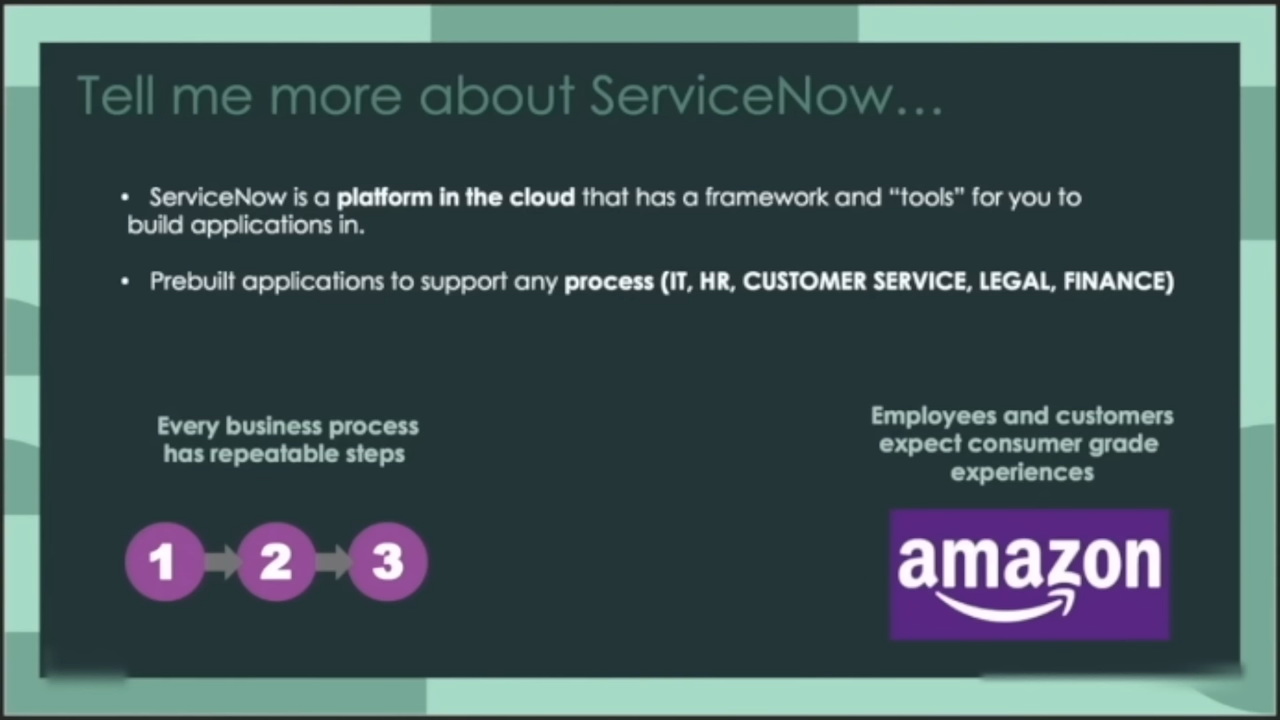 Tell me more about ServiceNow...
• ServiceNow is a platform in the cloud that has a framework and “tools” for you to
build applications in.
• Prebuilt applications to support any process (IT, HR, CUSTOMER SERVICE, LEGAL, FINANCE)
Every business process
has repeatable steps
1 2 3
Employees and customers
expect consumer grade
experiences
amazon